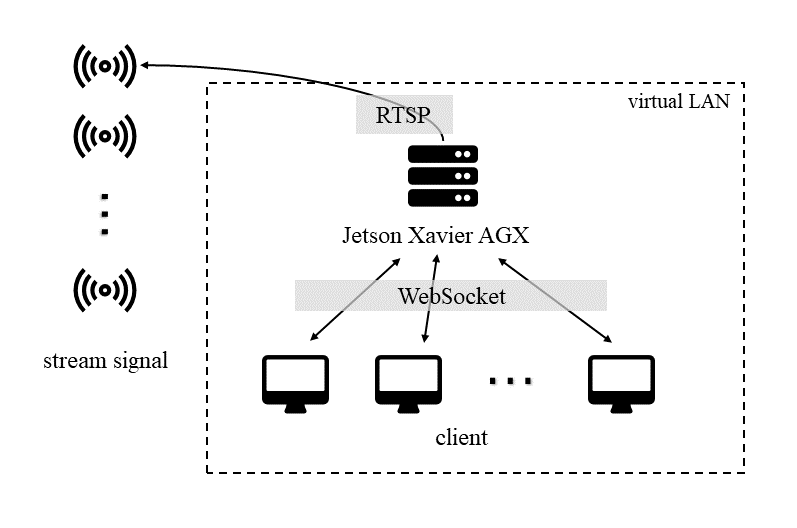 virtual LAN
RTSP
Jetson Xavier AGX
WebSocket
stream signal
client